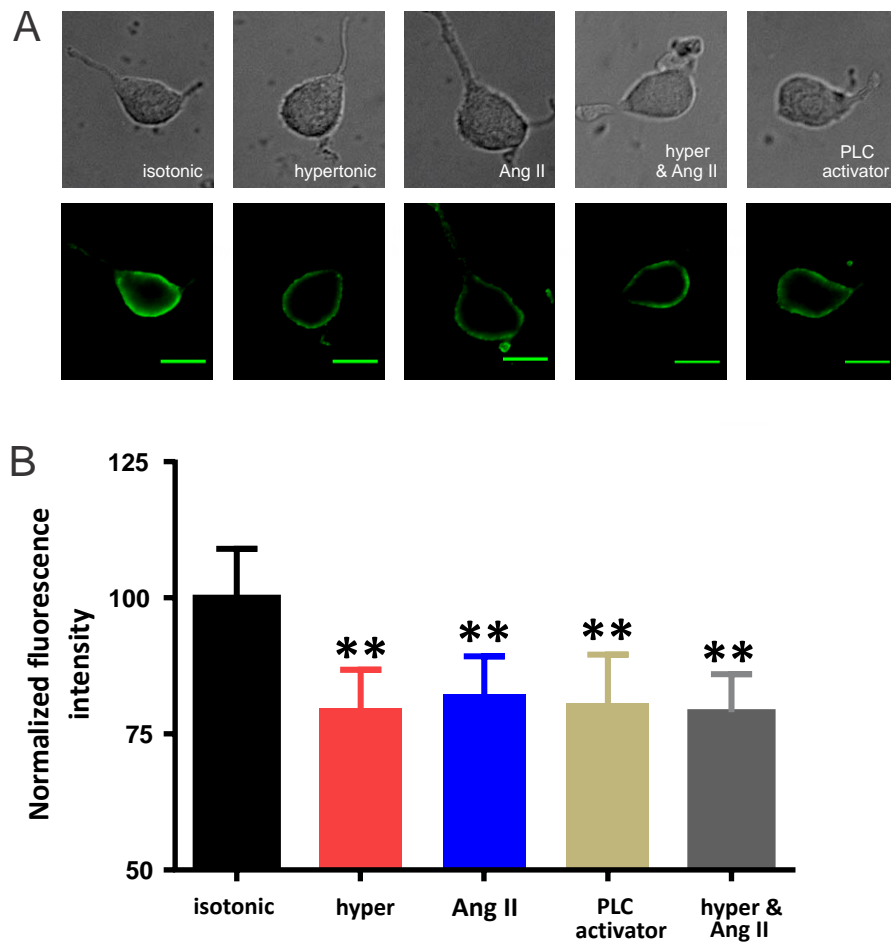 A
isotonic
hypertonic
Ang II
hyper
& Ang II
PLC
activator
B
Normalized fluorescence
intensity
125
100
75
50
**
**
**
**
isotonic
hyper
Ang II
PLC
activator
hyper &
Ang II